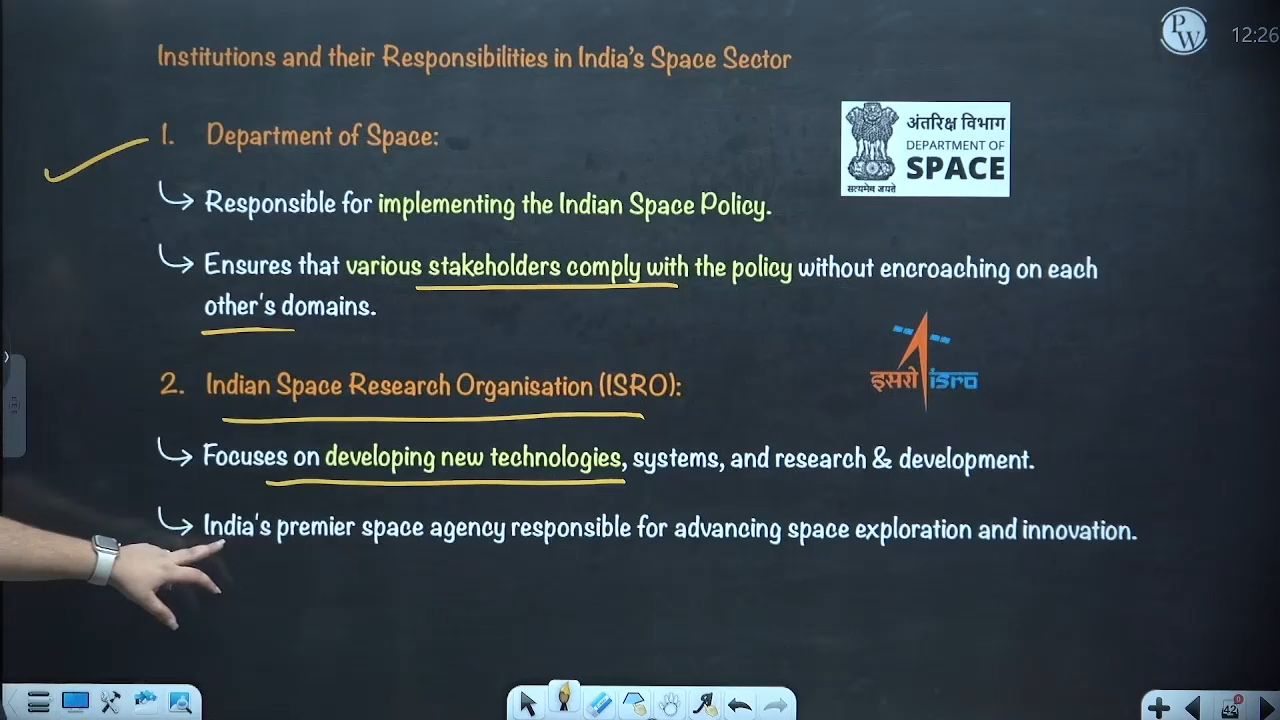 PW
12:26
Institutions and their Responsibilities in India's Space Sector
1. Department of Space:
अंतरिक्ष विभाग
DEPARTMENT OF
SPACE
सत्यमेव जयते
Responsible for implementing the Indian Space Policy.
Ensures that various stakeholders comply with the policy without encroaching on each
other's domains.
2. Indian Space Research Organisation (ISRO):
इसरो isro
Focuses on developing new technologies, systems, and research & development.
India's premier space agency responsible for advancing space exploration and innovation.
42